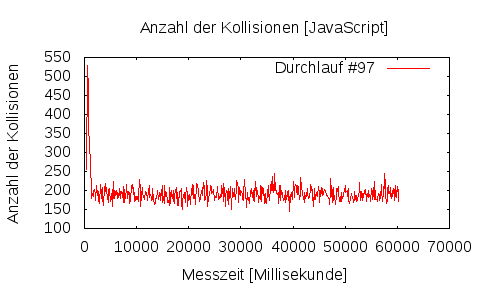 Anzahl der Kollisionen [JavaScript]
Durchlauf #97
Anzahl der Kollisionen
550
500
450
400
350
300
250
200
150
100
0 10000 20000 30000 40000 50000 60000 70000
Messzeit [Millisekunde]